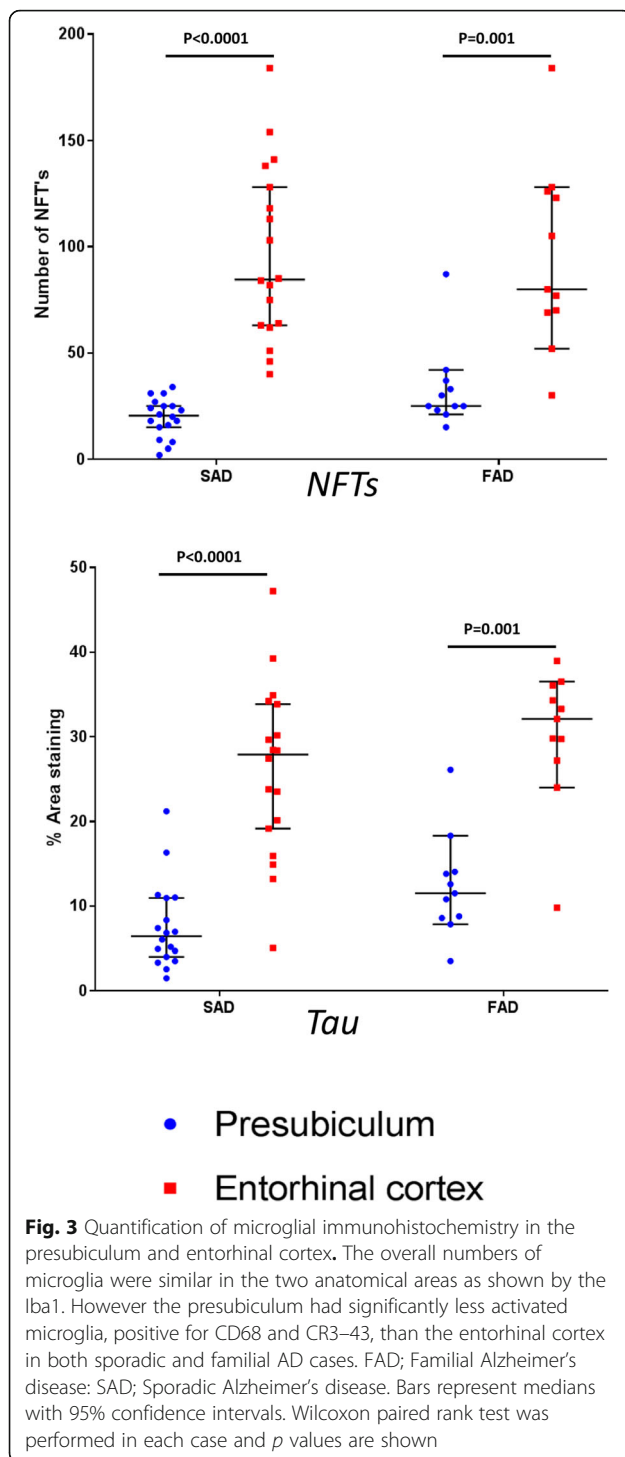 200
150
100
50
0
Number of NFT's
P<0.0001
P=0.001
SAD
FAD
NFTs
50
40
30
20
10
0
% Area staining
P<0.0001
P=0.001
SAD
FAD
Tau
Presubiculum
Entorhinal cortex
Fig. 3 Quantification of microglial immunohistochemistry in the
presubiculum and entorhinal cortex. The overall numbers of
microglia were similar in the two anatomical areas as shown by the
Iba1. However the presubiculum had significantly less activated
microglia, positive for CD68 and CR3–43, than the entorhinal cortex
in both sporadic and familial AD cases. FAD; Familial Alzheimer's
disease: SAD; Sporadic Alzheimer's disease. Bars represent medians
with 95% confidence intervals. Wilcoxon paired rank test was
performed in each case and p values are shown